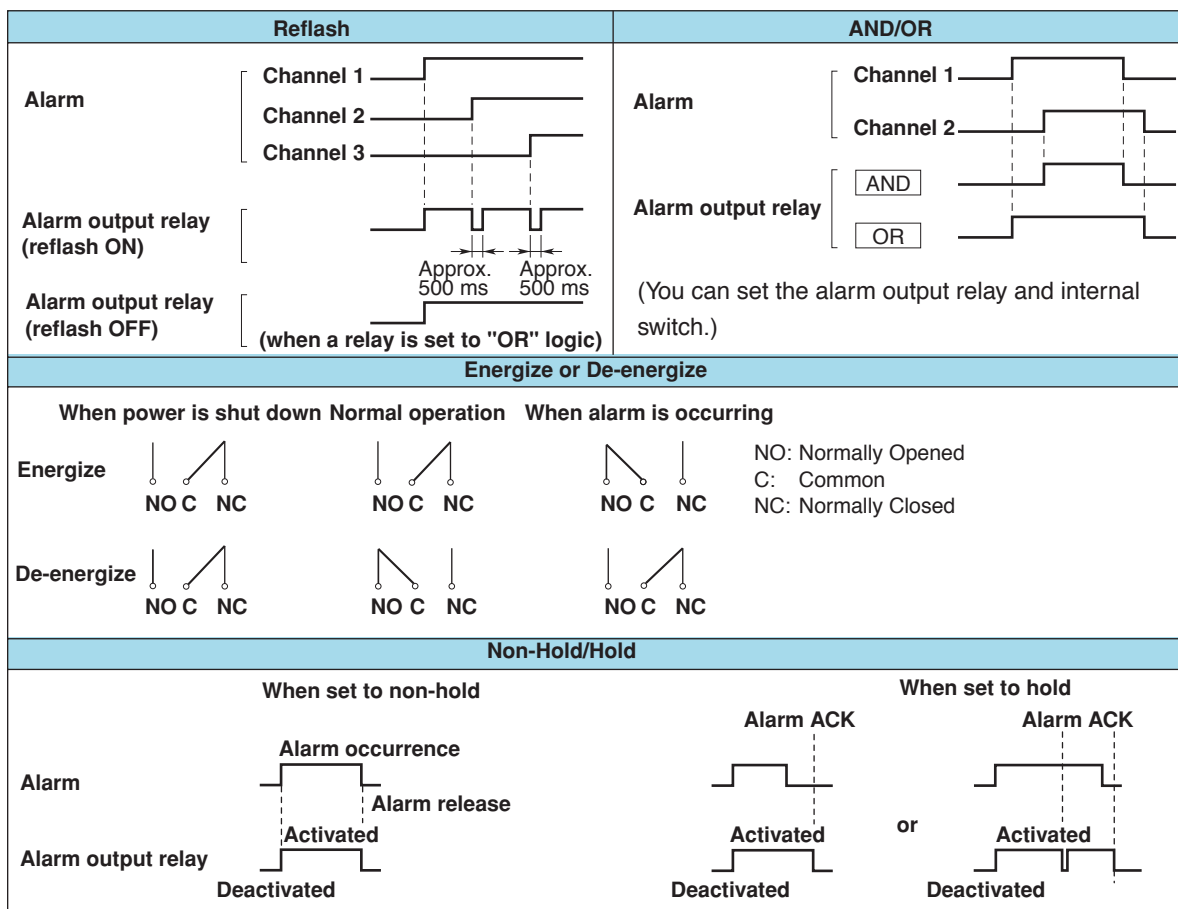 Reflash
AND/OR
Alarm
Channel 1
Channel 2
Channel 3
Alarm output relay
(reflash ON)
Approx.
500 ms
Approx.
500 ms
Alarm output relay
(reflash OFF)
(when a relay is set to "OR" logic)
Alarm
Channel 1
Channel 2
Alarm output relay
AND
OR
(You can set the alarm output relay and internal
switch.)
Energize or De-energize
When power is shut down Normal operation When alarm is occurring
Energize
NO C NC
NO C NC
NO C NC
NO: Normally Opened
C: Common
NC: Normally Closed
De-energize
NO C NC
NO C NC
NO C NC
Non-Hold/Hold
When set to non-hold
When set to hold
Alarm ACK
Alarm ACK
Alarm
Alarm occurrence
Alarm release
Alarm output relay
Activated
Deactivated
Activated
Deactivated
or
Activated
Deactivated